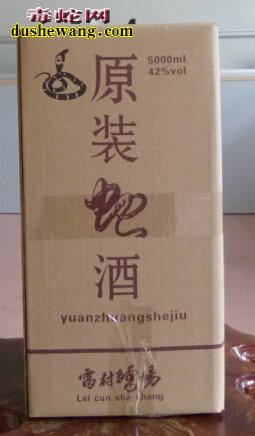 毒蛇网
dushewang.com
5000ml
42%vol
原
装
蛇
酒
yuanzhuangshejiu
雷村蛇场
Lei cun she chang